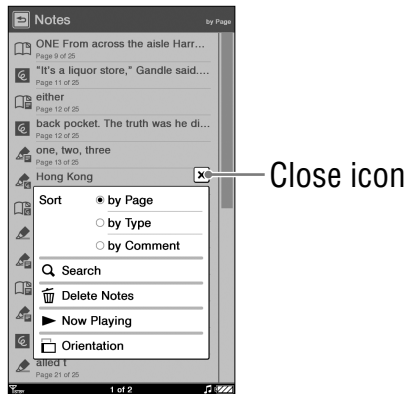 Notes by Page
ONE From across the aisle Harr...
Page 9 of 25
"It's a liquor store," Gandle said....
Page 11 of 25
either
Page 12 of 25
back pocket. The truth was he di...
Page 12 of 25
one, two, three
Page 13 of 25
Hong Kong
X
Close icon
Sort by Page
by Type
by Comment
Search
Delete Notes
Now Playing
Orientation
alled t
Page 21 of 25
1 of 2